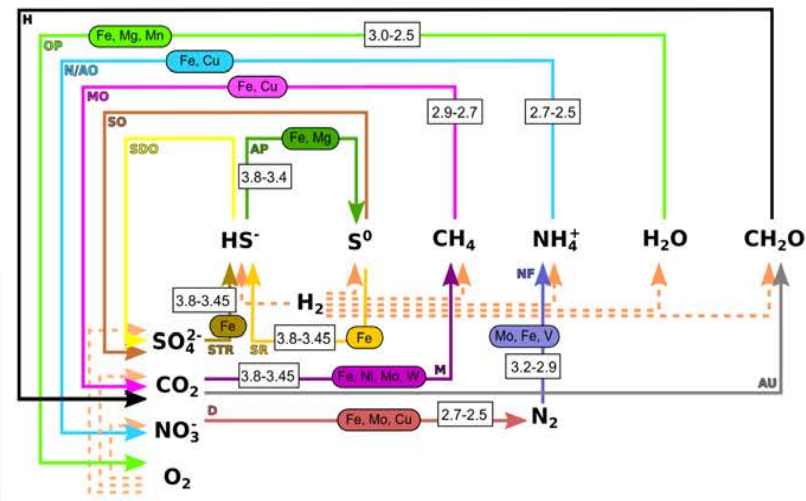 H
OP
Fe, Mg, Mn
3.0-2.5
N/AO
Fe, Cu
MO
Fe, Cu
2.9-2.7
2.7-2.5
SO
SDO
AP
Fe, Mg
3.8-3.4
HS⁻
S⁰
CH₄
NH₄⁺
H₂O
CH₂O
NF
3.8-3.45
H₂
Fe
SO₄²⁻
STR
SR
3.8-3.45
Fe
Mo, Fe, V
3.2-2.9
CO₂
3.8-3.45
Fe, Ni, Mo, W
M
AU
D
Fe, Mo, Cu
2.7-2.5
N₂
NO₃⁻
O₂